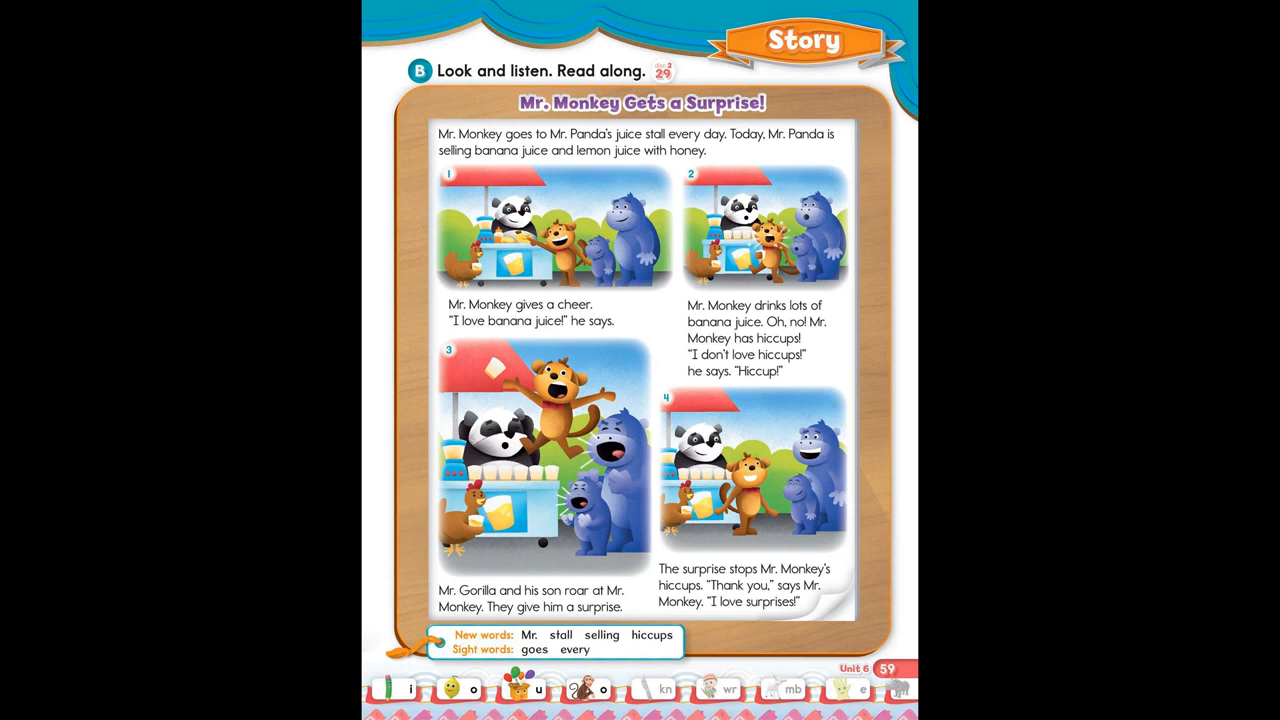 Story
B Look and listen. Read along. disc 2 29
Mr. Monkey Gets a Surprise!
Mr. Monkey goes to Mr. Panda's juice stall every day. Today, Mr. Panda is
selling banana juice and lemon juice with honey.
1
Mr. Monkey gives a cheer.
"I love banana juice!" he says.
2
Mr. Monkey drinks lots of
banana juice. Oh, no! Mr.
Monkey has hiccups!
"I don't love hiccups!"
he says. "Hiccup!"
3
Mr. Gorilla and his son roar at Mr.
Monkey. They give him a surprise.
4
The surprise stops Mr. Monkey's
hiccups. "Thank you," says Mr.
Monkey. "I love surprises!"
New words: Mr. stall selling hiccups
Sight words: goes every
Unit 6 59
i o u o kn wr mb e